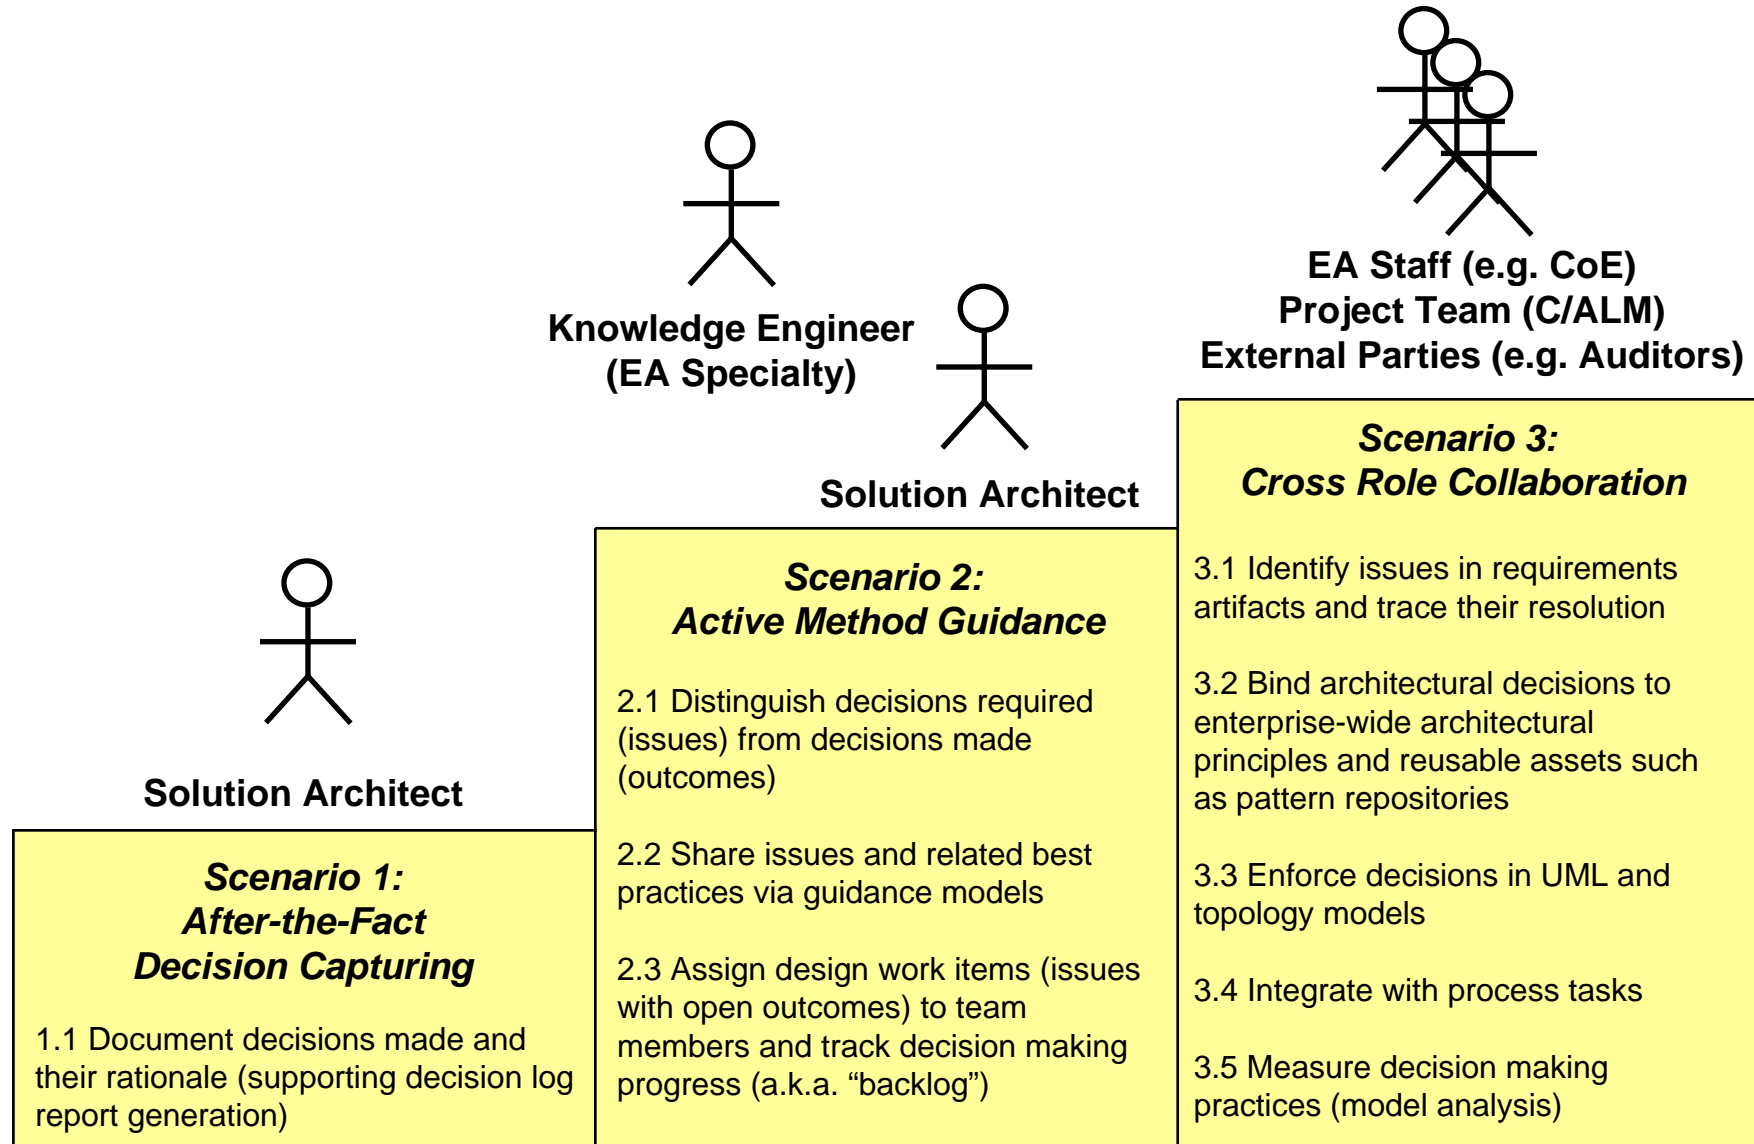 Solution Architect
Scenario 1:
After-the-Fact
Decision Capturing
1.1 Document decisions made and
their rationale (supporting decision log
report generation)
Knowledge Engineer
(EA Specialty)
Solution Architect
Scenario 2:
Active Method Guidance
2.1 Distinguish decisions required
(issues) from decisions made
(outcomes)
2.2 Share issues and related best
practices via guidance models
2.3 Assign design work items (issues
with open outcomes) to team
members and track decision making
progress (a.k.a. “backlog”)
EA Staff (e.g. CoE)
Project Team (C/ALM)
External Parties (e.g. Auditors)
Scenario 3:
Cross Role Collaboration
3.1 Identify issues in requirements
artifacts and trace their resolution
3.2 Bind architectural decisions to
enterprise-wide architectural
principles and reusable assets such
as pattern repositories
3.3 Enforce decisions in UML and
topology models
3.4 Integrate with process tasks
3.5 Measure decision making
practices (model analysis)